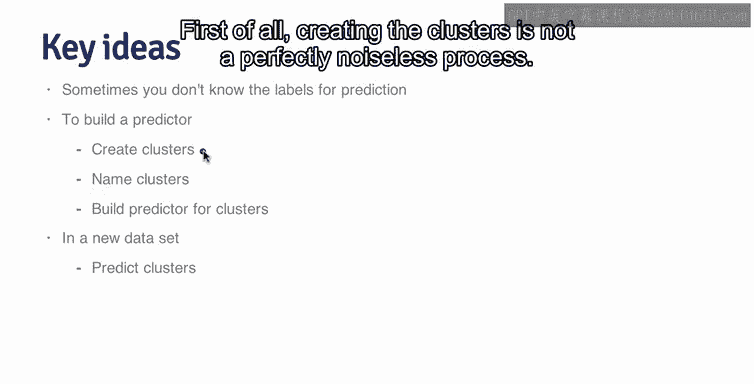 First of all, creating the clusters is not
a perfectly noiseless process.
Key ideas
· Sometimes you don't know the labels for prediction
· To build a predictor
- Create clusters
- Name clusters
- Build predictor for clusters
· In a new data set
- Predict clusters